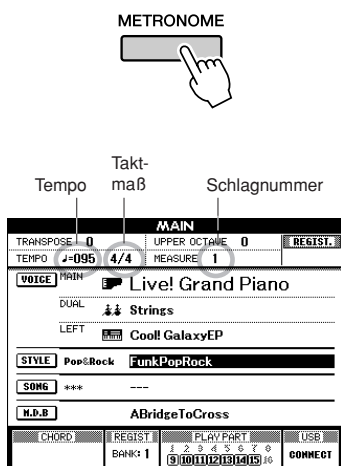 METRONOME
Takt-
Tempo maß Schlagnummer
MAIN
TRANSPOSE 0 UPPER OCTAVE 0 REGIST.
TEMPO ♩=095 4/4 MEASURE 1
VOICE MAIN Live! Grand Piano
DUAL Strings
LEFT Cool! GalaxyEP
STYLE Pop&Rock FunkPopRock
SONG *** ---
M.D.B ABridgeToCross
CHORD REGIST PLAY PART USB
BANK: 1 1 2 3 4 5 6 7 8 CONNECT
9 10 11 12 13 14 15 16